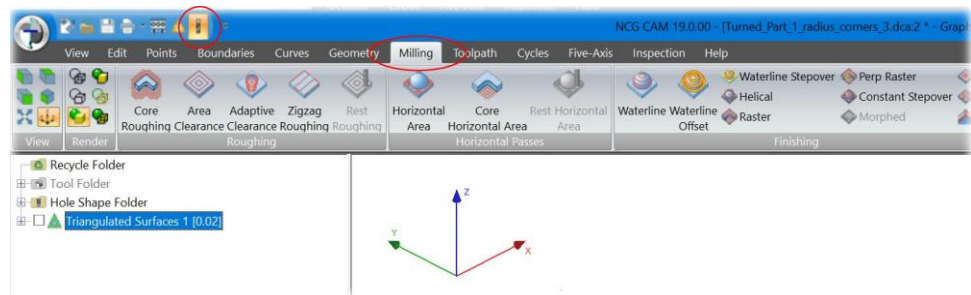 NCG CAM 19.0.00 - [Turned_Part_1_radius_corners_3.dca:2 * - Grap
View Edit Points Boundaries Curves Geometry Milling Toolpath Cycles Five-Axis Inspection Help
Core Roughing
Area Clearance
Adaptive Clearance
Zigzag Roughing
Rest Roughing
Horizontal Area
Core Horizontal Area
Rest Horizontal Area
Waterline
Waterline Offset
Waterline Stepover
Helical
Raster
Perp Raster
Constant Stepover
Morphed
View Render Roughing Horizontal Passes Finishing
Recycle Folder
Tool Folder
Hole Shape Folder
Triangulated Surfaces 1 [0.02]
Z
Y
X